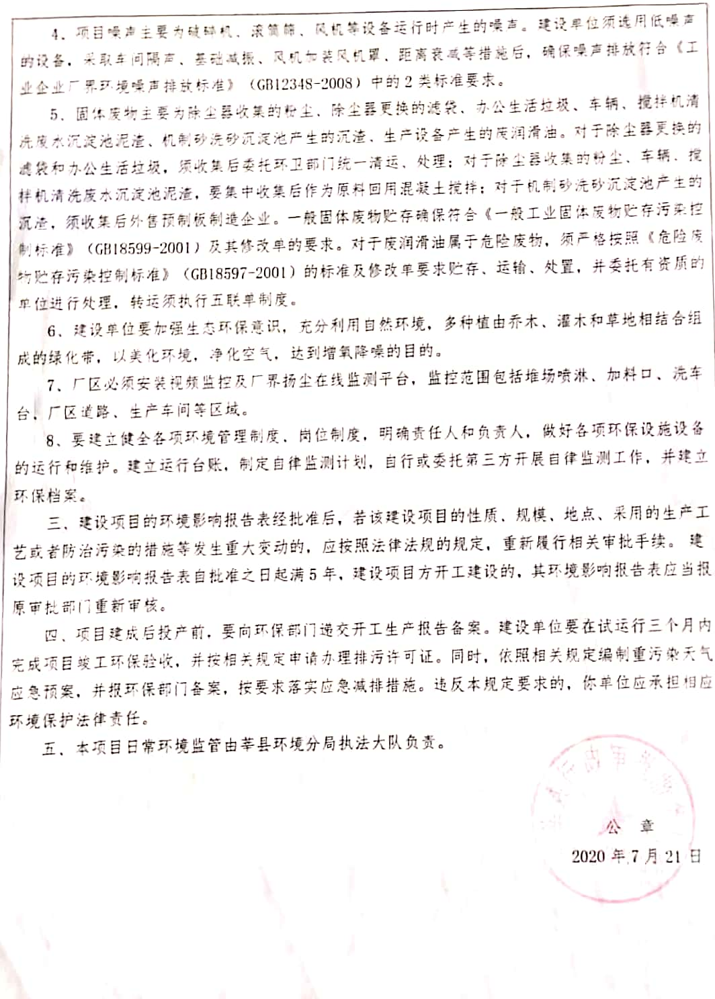 4、项目噪声主要为破碎机、滚筒筛、风机等设备运行时产生的噪声。建设单位须选用低噪声
的设备，采取车间隔声、基础减振、风机加装风机罩、距离衰减等措施后，确保噪声排放符合《工
业企业厂界环境噪声排放标准》（GB12348-2008）中的2类标准要求。
5、固体废物主要为除尘器收集的粉尘、除尘器更换的滤袋、办公生活垃圾、车辆、搅拌机清
洗废水沉淀池泥渣、机制砂洗砂沉淀池产生的沉渣、生产设备产生的废润滑油。对于除尘器更换的
滤袋和办公生活垃圾，须收集后委托环卫部门统一清运、处理；对于除尘器收集的粉尘、车辆、搅
拌机清洗废水沉淀池泥渣，要集中收集后作为原料回用混凝土搅拌；对于机制砂洗砂沉淀池产生的
沉渣，须收集后外售预制板制造企业。一般固体废物贮存确保符合《一般工业固体废物贮存污染控
制标准》（GB18599-2001）及其修改单的要求。对于废润滑油属于危险废物，须严格按照《危险废
物贮存污染控制标准》（GB18597-2001）的标准及修改单要求贮存、运输、处置，并委托有资质的
单位进行处理，转运须执行五联单制度。
6、建设单位要加强生态环保意识，充分利用自然环境，多种植由乔木、灌木和草地相结合组
成的绿化带，以美化环境，净化空气，达到增氧降噪的目的。
7、厂区必须安装视频监控及厂界扬尘在线监测平台，监控范围包括堆场喷淋、加料口、洗车
台、厂区道路、生产车间等区域。
8、要建立健全各项环境管理制度、岗位制度，明确责任人和负责人，做好各项环保设施设备
的运行和维护。建立运行台账，制定自律监测计划，自行或委托第三方开展自律监测工作，并建立
环保档案。
三、建设项目的环境影响报告表经批准后，若该建设项目的性质、规模、地点、采用的生产工
艺或者防治污染的措施等发生重大变动的，应按照法律法规的规定，重新履行相关审批手续。 建
设项目的环境影响报告表自批准之日起满5年，建设项目方开工建设的，其环境影响报告表应当报
原审批部门重新审核。
四、项目建成后投产前，要向环保部门递交开工生产报告备案。建设单位要在试运行三个月内
完成项目竣工环保验收，并按相关规定申请办理排污许可证。同时，依照相关规定编制重污染天气
应急预案，并报环保部门备案，按要求落实应急减排措施。违反本规定要求的，你单位应承担相应
环境保护法律责任。
五、本项目日常环境监管由莘县环境分局执法大队负责。
公 章
2020年7月21日